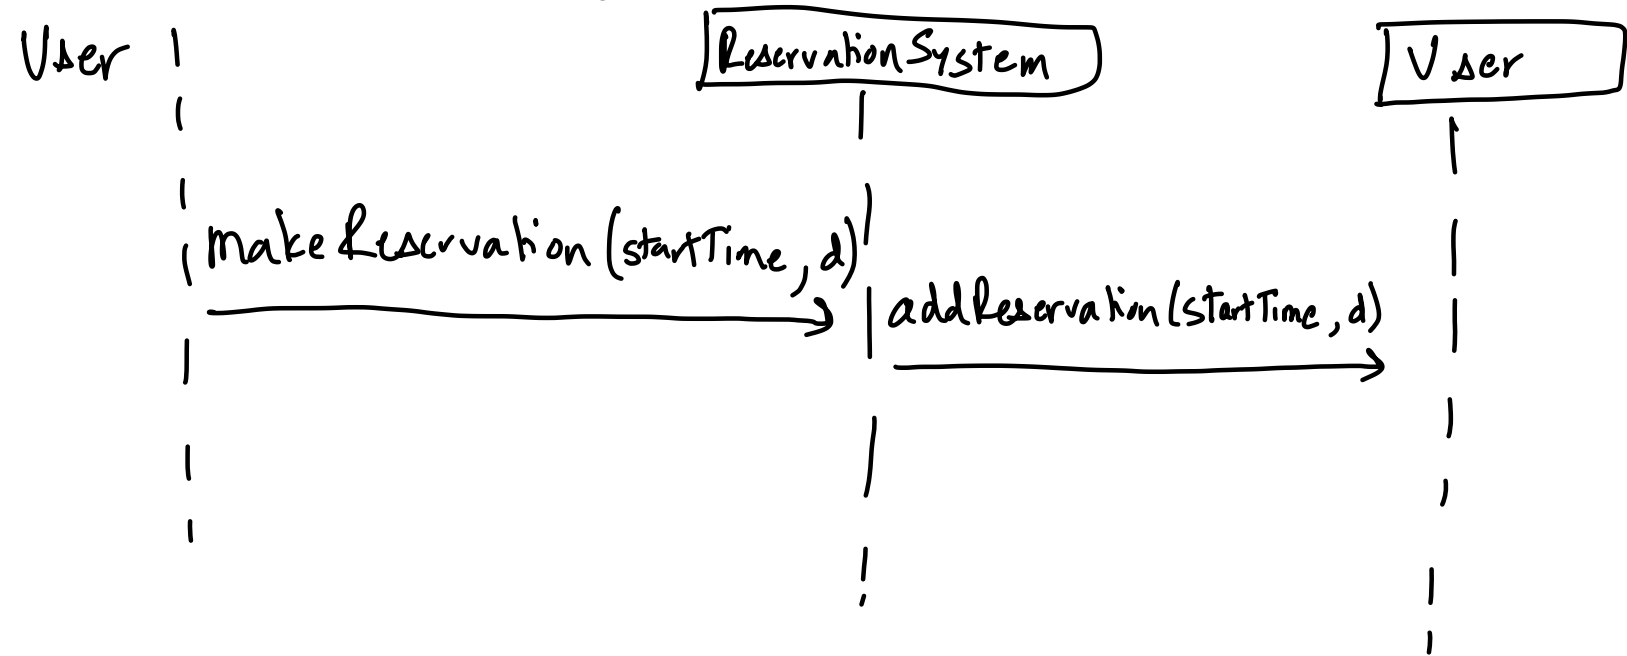 User
ReservationSystem
User
makeReservation(startTime, d)
addReservation(startTime, d)